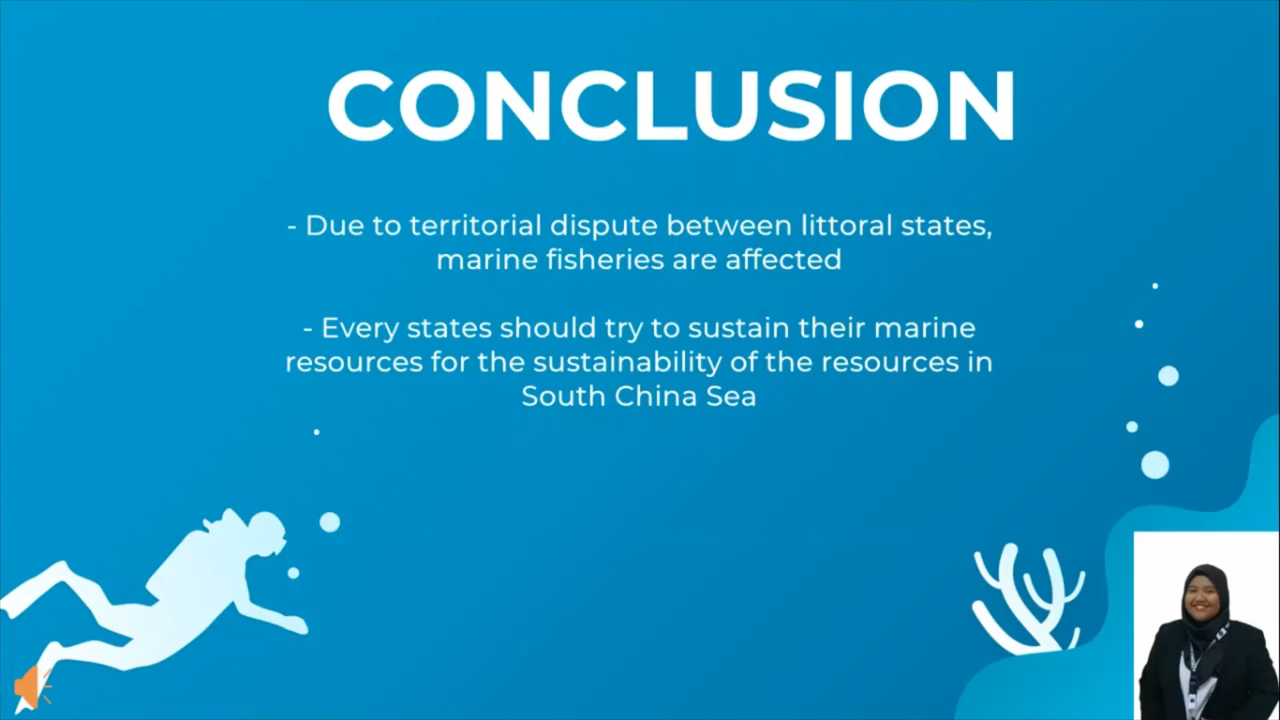 CONCLUSION
- Due to territorial dispute between littoral states,
marine fisheries are affected
- Every states should try to sustain their marine
resources for the sustainability of the resources in
South China Sea